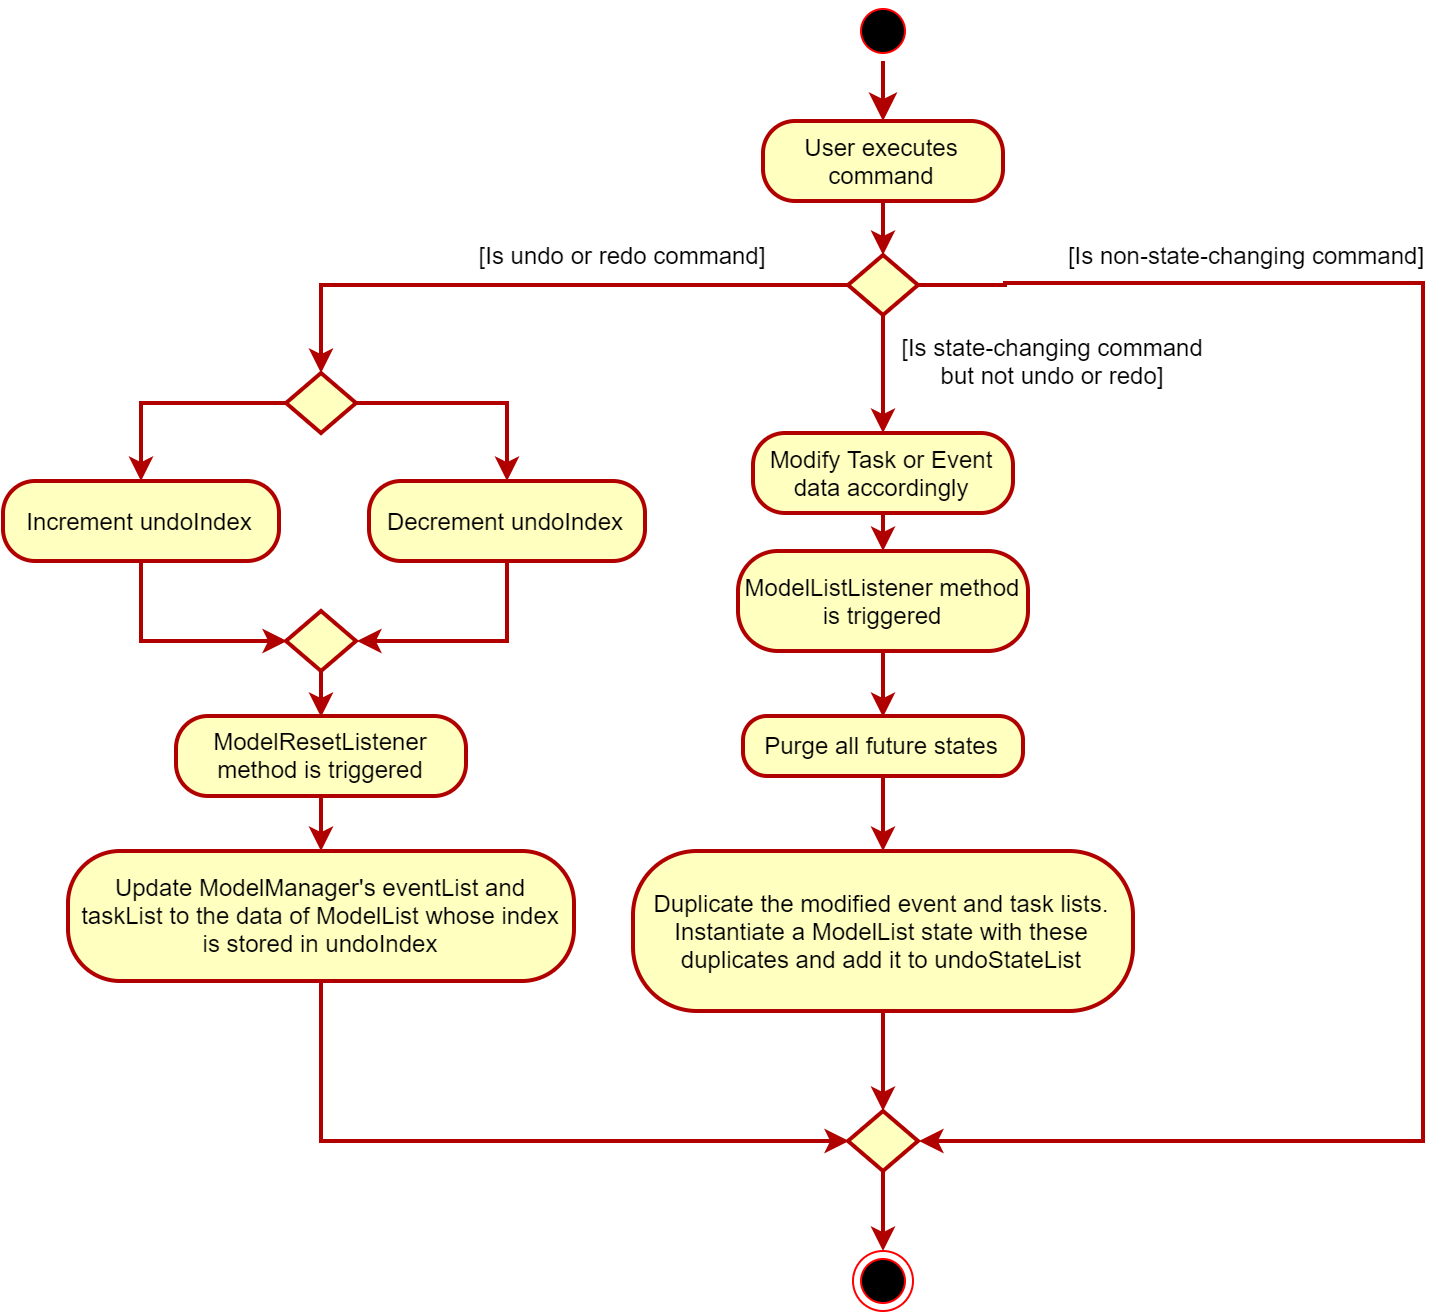 User executes
command
[Is undo or redo command]
[Is non-state-changing command]
[Is state-changing command
but not undo or redo]
Increment undoIndex
Decrement undoIndex
Modify Task or Event
data accordingly
ModelListListener method
is triggered
ModelResetListener
method is triggered
Purge all future states
Update ModelManager's eventList and
taskList to the data of ModelList whose index
is stored in undoIndex
Duplicate the modified event and task lists.
Instantiate a ModelList state with these
duplicates and add it to undoStateList